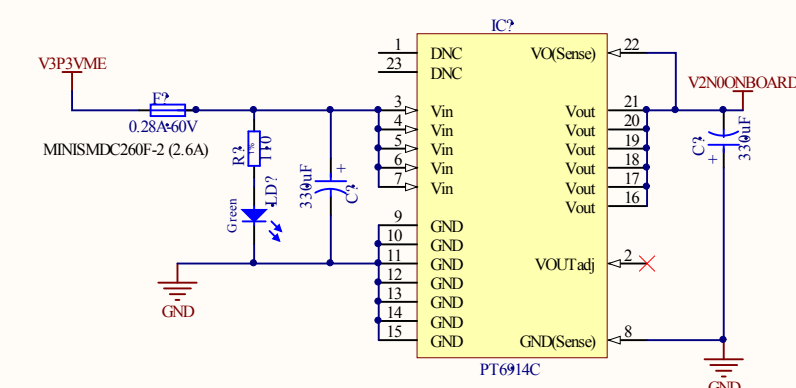 IC?
1 DNC
23 DNC
VO(Sense) 22
V3P3VME
V2N0ONBOARD
F?
0.28A-60V
MINISMDC260F-2 (2.6A)
3 Vin
4 Vin
5 Vin
6 Vin
7 Vin
Vout 21
Vout 20
Vout 19
Vout 18
Vout 17
Vout 16
R?
1%
110
Green
LD?
330uF
+
C?
C?
+
330uF
9 GND
10 GND
11 GND
12 GND
13 GND
14 GND
15 GND
VOUTadj 2
GND(Sense) 8
GND
PT6914C
GND